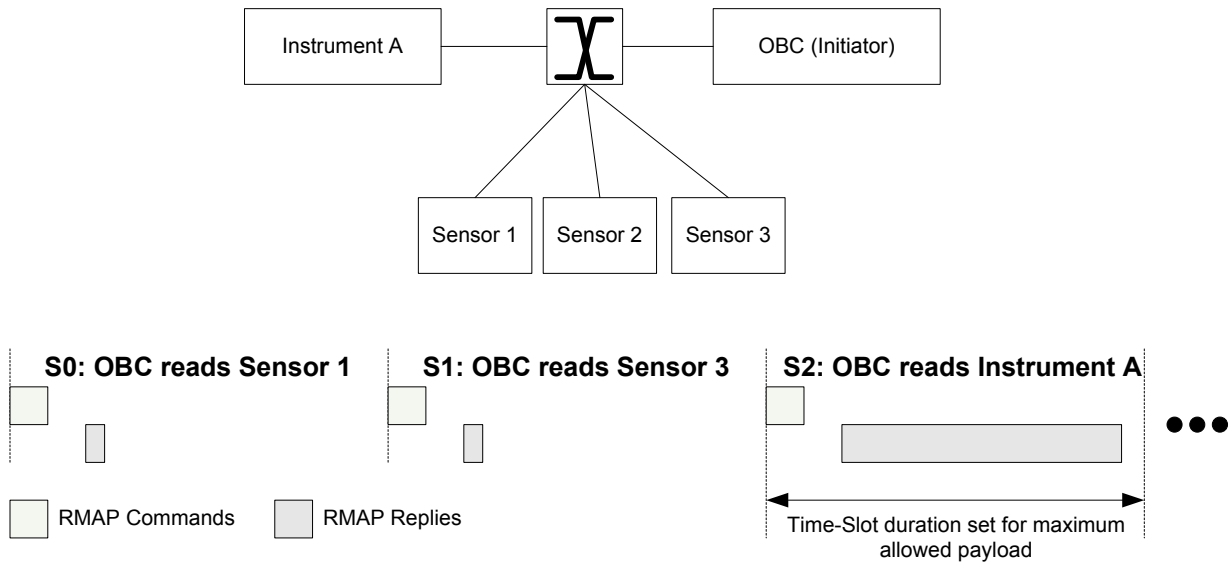 Instrument A
OBC (Initiator)
Sensor 1
Sensor 2
Sensor 3
S0: OBC reads Sensor 1
S1: OBC reads Sensor 3
S2: OBC reads Instrument A
RMAP Commands
RMAP Replies
Time-Slot duration set for maximum
allowed payload